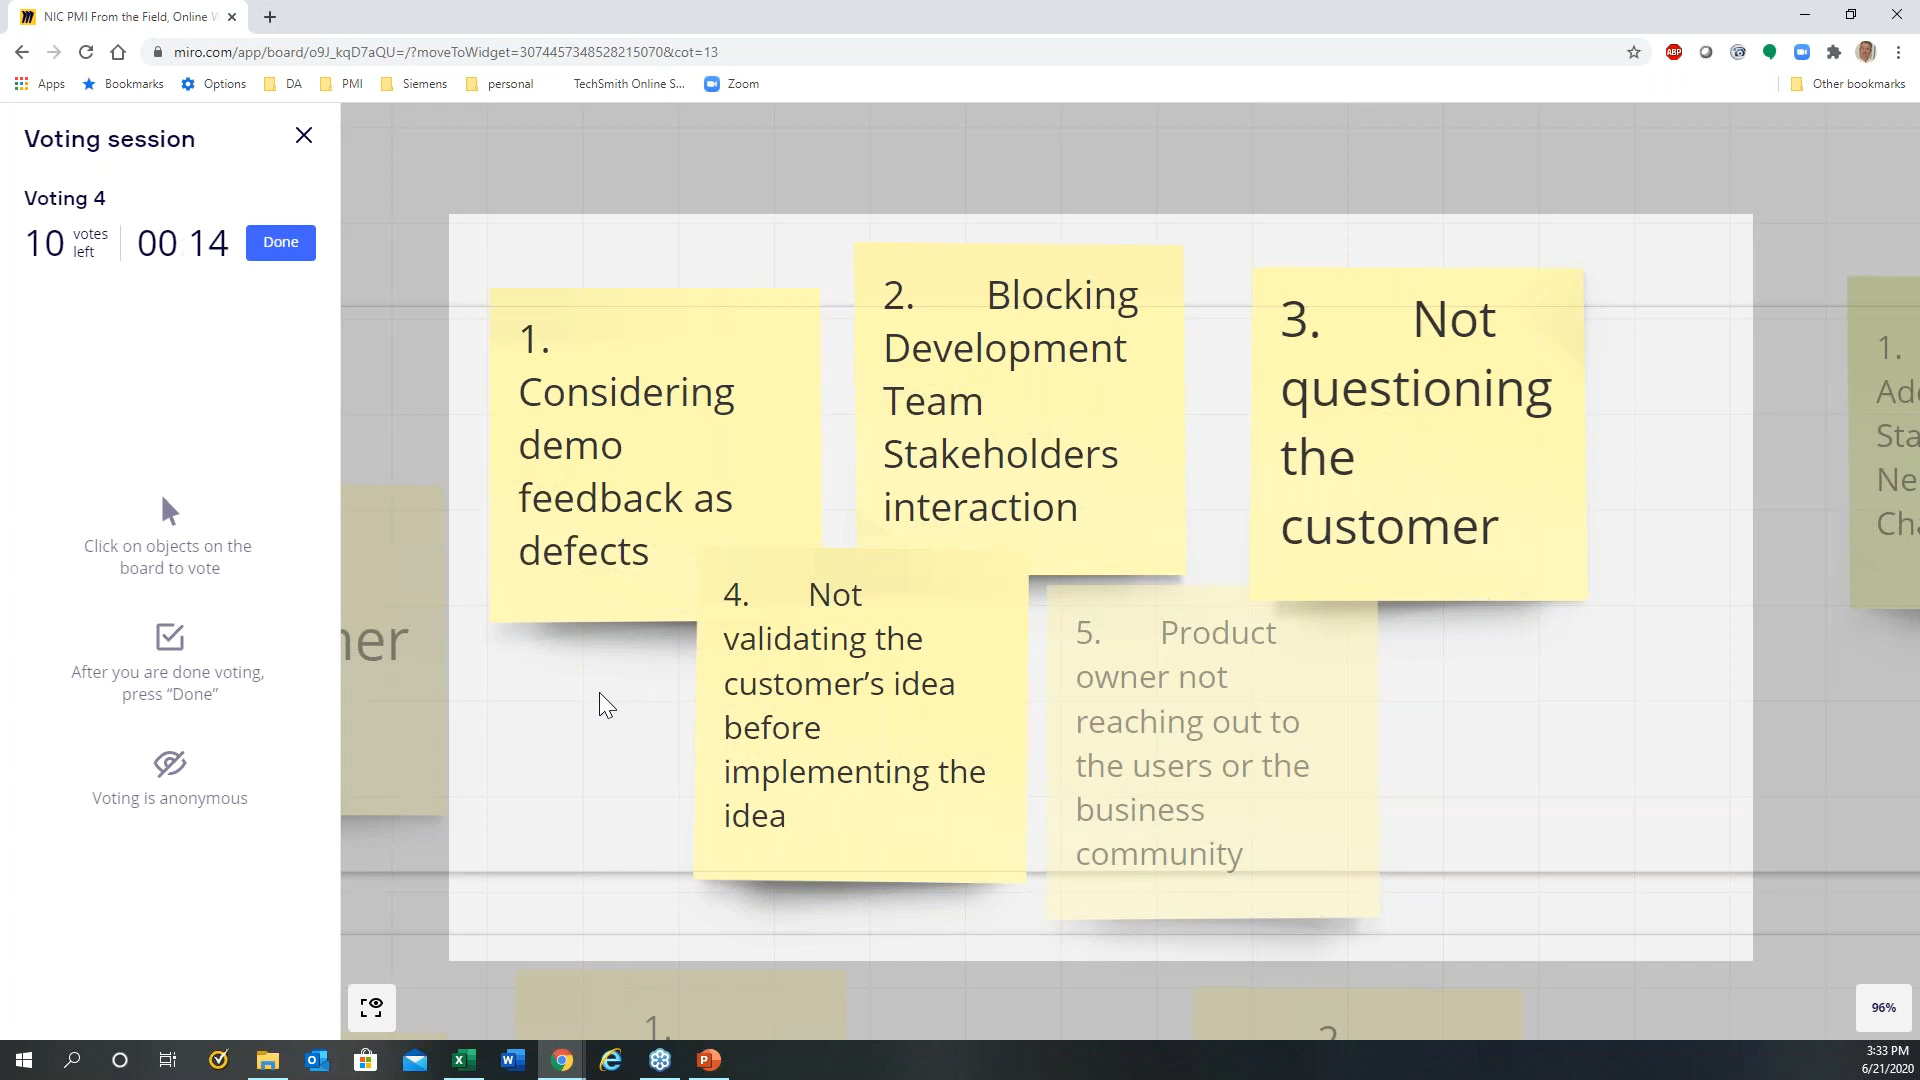 NIC PMI From the Field, Online
miro.com/app/board/o9J_kqD7aQU=/?moveToWidget=3074457348528215070&cot=13
ABP
Apps
Bookmarks
Options
DA
PMI
Siemens
personal
TechSmith Online S...
Zoom
Other bookmarks
Voting session
Voting 4
10 votes left
00 14
Done
Click on objects on the
board to vote
After you are done voting,
press “Done”
Voting is anonymous
1.
Considering
demo
feedback as
defects
2. Blocking
Development
Team
Stakeholders
interaction
3. Not
questioning
the
customer
4. Not
validating the
customer’s idea
before
implementing the
idea
5. Product
owner not
reaching out to
the users or the
business
community
1.
1.
2
96%
3:33 PM
6/21/2020